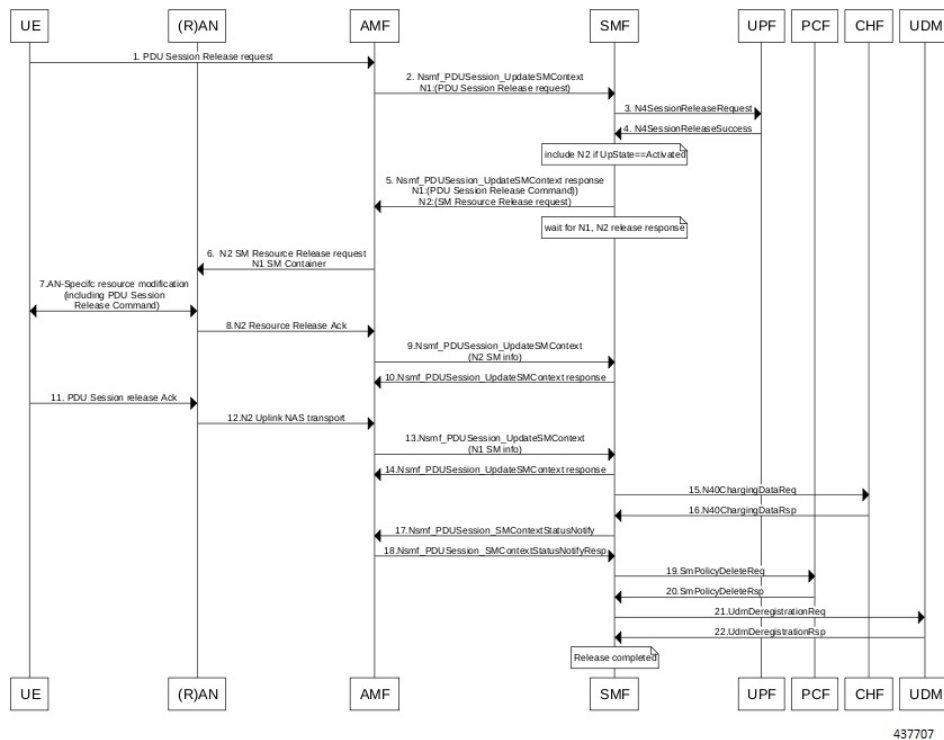 UE (R)AN AMF SMF UPF PCF CHF UDM
1. PDU Session Release request
2. Nsmf_PDUSession_UpdateSMContext
N1:(PDU Session Release request)
3. N4SessionReleaseRequest
4. N4SessionReleaseSuccess
include N2 if UpState==Activated
5. Nsmf_PDUSession_UpdateSMContext response
N1:(PDU Session Release Command))
N2:(SM Resource Release request)
wait for N1, N2 release response
6. N2 SM Resource Release request
N1 SM Container
7.AN-Specifc resource modification
(including PDU Session
Release Command)
8.N2 Resource Release Ack
9.Nsmf_PDUSession_UpdateSMContext
(N2 SM info)
10.Nsmf_PDUSession_UpdateSMContext response
11. PDU Session release Ack
12.N2 Uplink NAS transport
13.Nsmf_PDUSession_UpdateSMContext
(N1 SM info)
14.Nsmf_PDUSession_UpdateSMContext response
15.N40ChargingDataReq
16.N40ChargingDataRsp
17.Nsmf_PDUSession_SMContextStatusNotify
18.Nsmf_PDUSession_SMContextStatusNotifyResp
19.SmPolicyDeleteReq
20.SmPolicyDeleteRsp
21.UdmDeregistrationReq
22.UdmDeregistrationRsp
Release completed
UE (R)AN AMF SMF UPF PCF CHF UDM
437707